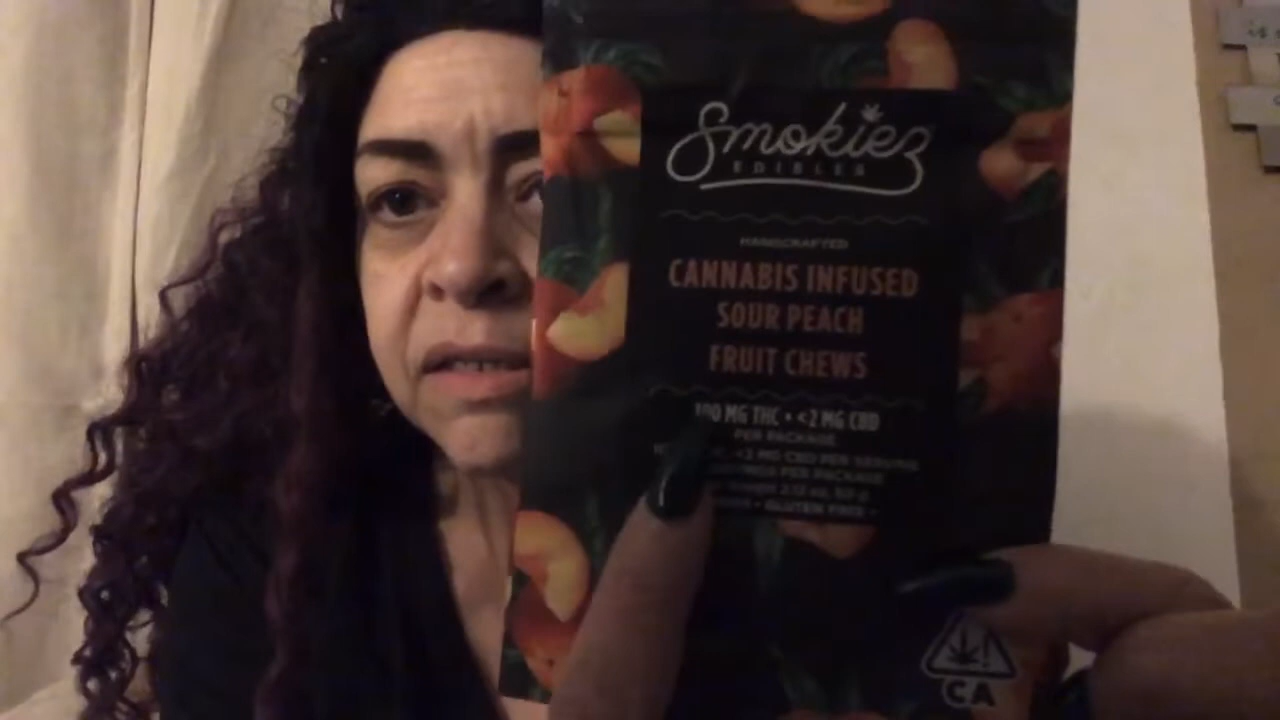 Smokiez
EDIBLES
HANDCRAFTED
CANNABIS INFUSED
SOUR PEACH
FRUIT CHEWS
100 MG THC • <2 MG CBD
PER PACKAGE
<2 MG CBD PER SERVING
PER PACKAGE
• GLUTEN FREE •
CA